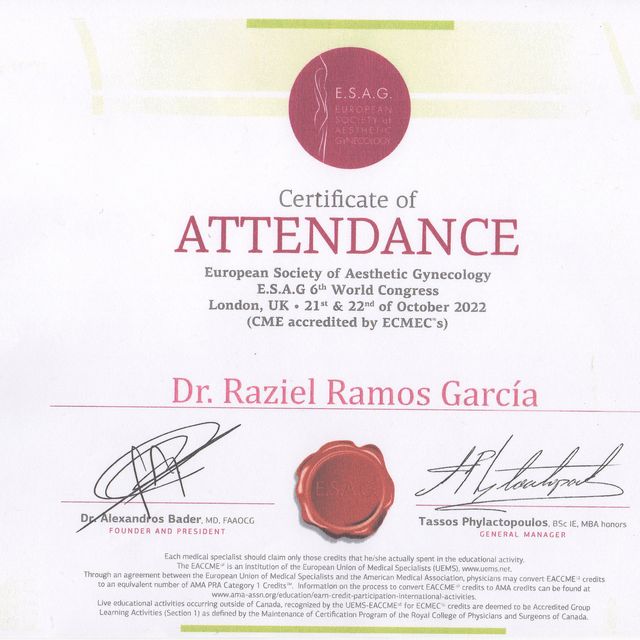 E.S.A.G.
EUROPEAN
SOCIETY of
AESTHETIC
GYNECOLOGY
Certificate of
ATTENDANCE
European Society of Aesthetic Gynecology
E.S.A.G 6th World Congress
London, UK • 21st & 22nd of October 2022
(CME accredited by ECMEC®s)
Dr. Raziel Ramos García
E.S.A.G.
Dr. Alexandros Bader, MD, FAAOCG
FOUNDER AND PRESIDENT
Tassos Phylactopoulos, BSc IE, MBA honors
GENERAL MANAGER
Each medical specialist should claim only those credits that he/she actually spent in the educational activity.
The EACCME® is an institution of the European Union of Medical Specialists (UEMS), www.uems.net.
Through an agreement between the European Union of Medical Specialists and the American Medical Association, physicians may convert EACCME® credits
to an equivalent number of AMA PRA Category 1 Credits™. Information on the process to convert EACCME® credits to AMA credits can be found at
www.ama-assn.org/education/earn-credit-participation-international-activities.
Live educational activities occurring outside of Canada, recognized by the UEMS-EACCME® for ECMEC®s credits are deemed to be Accredited Group
Learning Activities (Section 1) as defined by the Maintenance of Certification Program of the Royal College of Physicians and Surgeons of Canada.